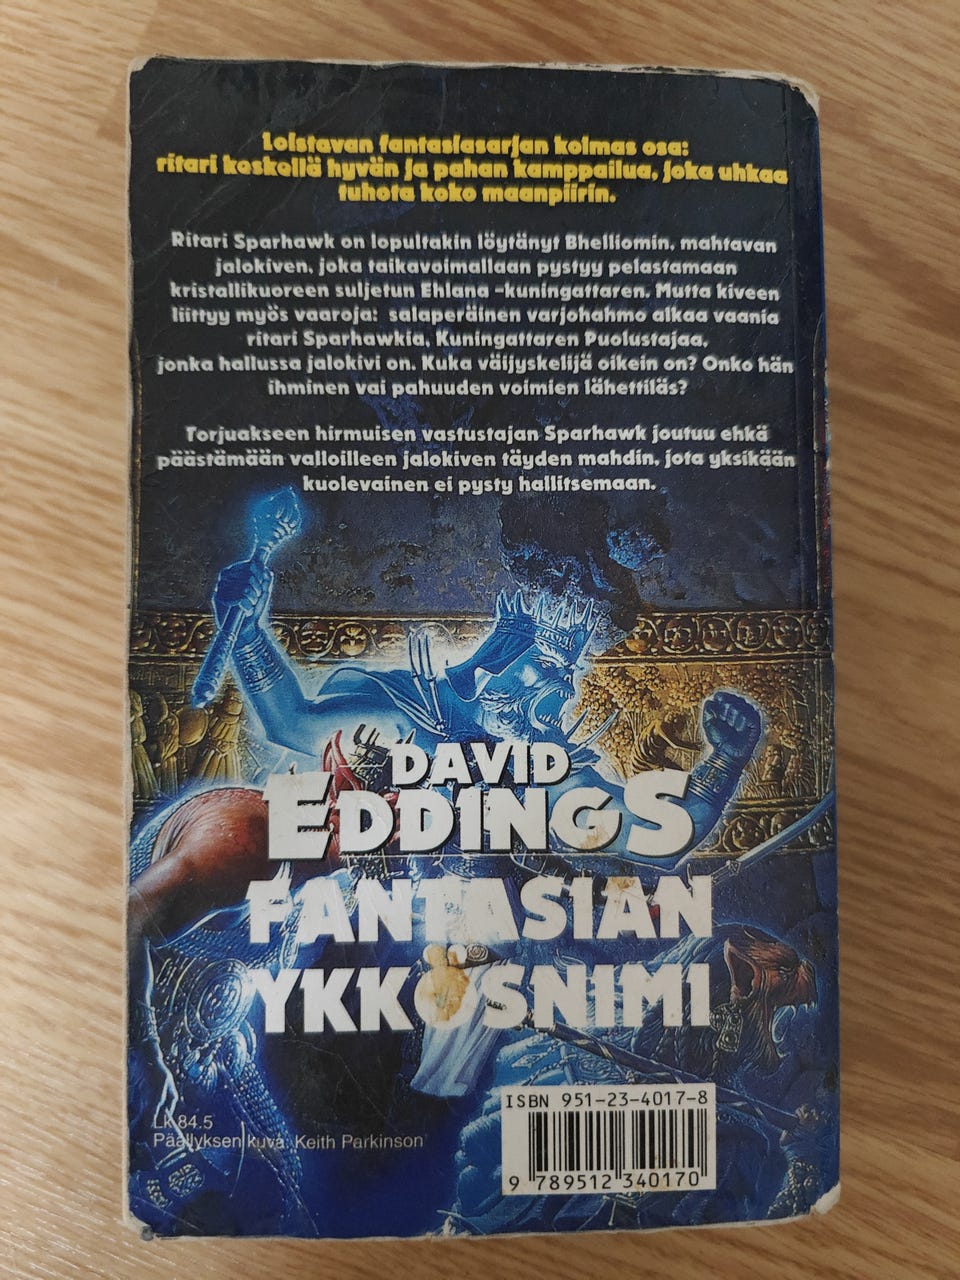 Loistavan fantasiasarjan kolmas osa:
ritari keskellä hyvän ja pahan kamppailua, joka uhkaa
tuhota koko maanpiirin.
Ritari Sparhawk on lopultakin löytänyt Bhelliomin, mahtavan
jalokiven, joka taikavoimallaan pystyy pelastamaan
kristallikuoreen suljetun Ehlana -kuningattaren. Mutta kiveen
liittyy myös vaaroja: salaperäinen varjohahmo alkaa vaania
ritari Sparhawkia, Kuningattaren Puolustajaa,
jonka hallussa jalokivi on. Kuka väijyskelijä oikein on? Onko hän
ihminen vai pahuuden voimien lähettiläs?
Torjuakseen hirmuisen vastustajan Sparhawk joutuu ehkä
päästämään valloilleen jalokiven täyden mahdin, jota yksikään
kuolevainen ei pysty hallitsemaan.
DAVID
EDDINGS
FANTASIAN
YKKÖSNIMI
Lk 84.5
Päällyksen kuva: Keith Parkinson
ISBN 951-23-4017-8
9 789512 340170